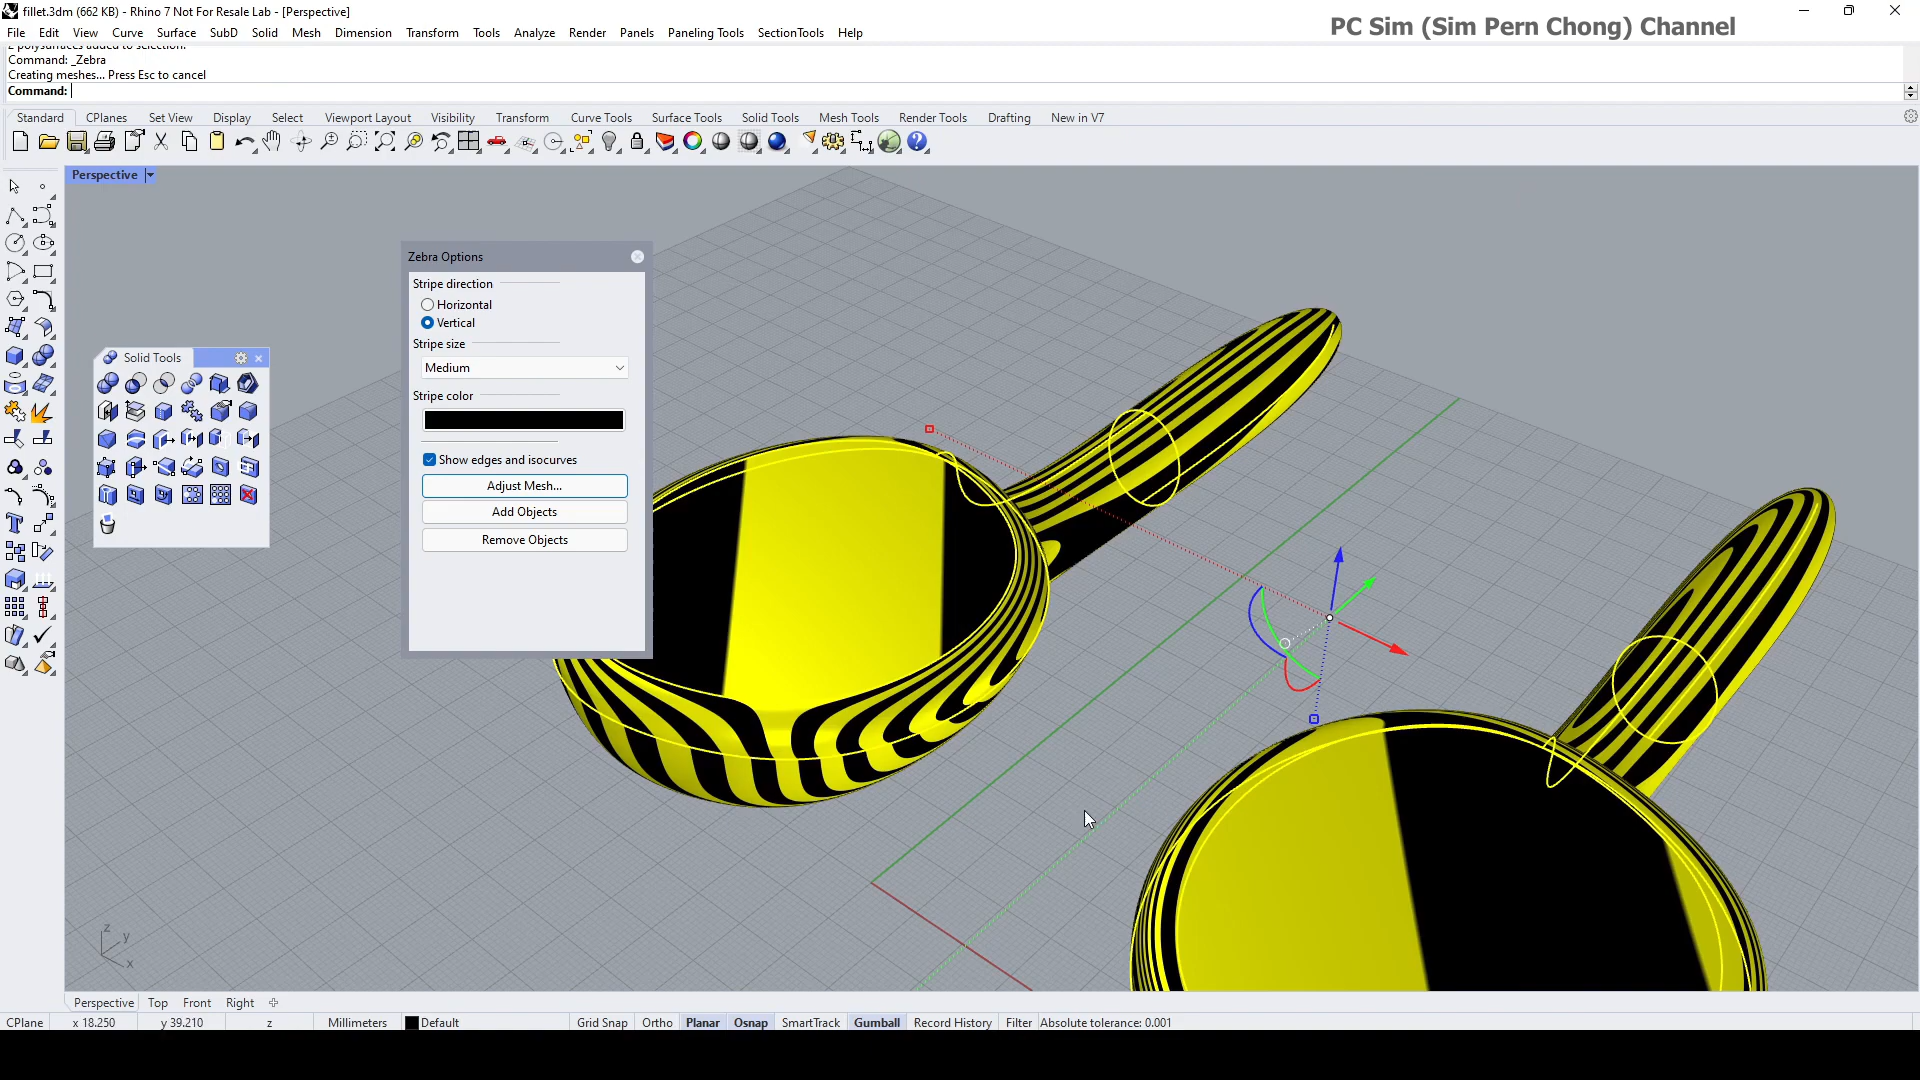 fillet.3dm (662 KB) - Rhino 7 Not For Resale Lab - [Perspective]
File Edit View Curve Surface SubD Solid Mesh Dimension Transform Tools Analyze Render Panels Paneling Tools SectionTools Help
PC Sim (Sim Pern Chong) Channel
2 polysurfaces added to selection.
Command: _Zebra
Creating meshes... Press Esc to cancel
Command:
Standard CPlanes Set View Display Select Viewport Layout Visibility Transform Curve Tools Surface Tools Solid Tools Mesh Tools Render Tools Drafting New in V7
Perspective
Zebra Options
Stripe direction
Horizontal
Vertical
Stripe size
Medium
Stripe color
Show edges and isocurves
Adjust Mesh...
Add Objects
Remove Objects
Solid Tools
z
y
x
Perspective Top Front Right
CPlane x 18.250 y 39.210 z Millimeters Default Grid Snap Ortho Planar Osnap SmartTrack Gumball Record History Filter Absolute tolerance: 0.001